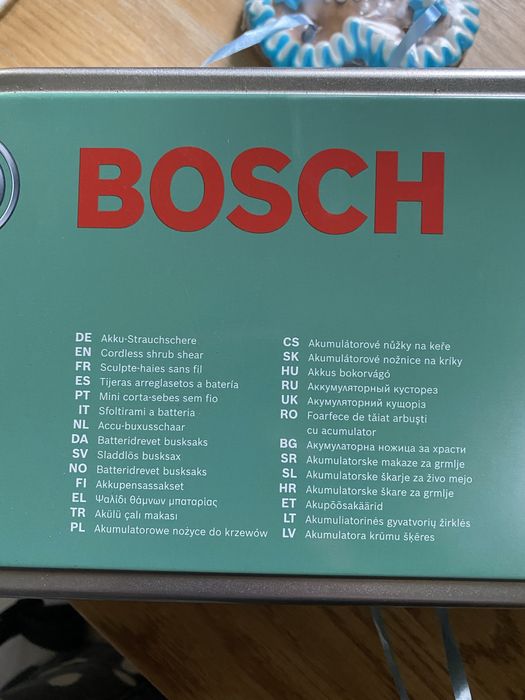 BOSCH
DE Akku-Strauchschere
EN Cordless shrub shear
FR Sculpte-haies sans fil
ES Tijeras arreglasetos a batería
PT Mini corta-sebes sem fio
IT Sfoltirami a batteria
NL Accu-buxusschaar
DA Batteridrevet busksaks
SV Sladdlös busksax
NO Batteridrevet busksaks
FI Akkupensassakset
EL Ψαλίδι θάμνων μπαταρίας
TR Akülü çalı makası
PL Akumulatorowe nożyce do krzewów
CS Akumulátorové nůžky na keře
SK Akumulátorové nožnice na kríky
HU Akkus bokorvágó
RU Аккумуляторный кусторез
UK Акумуляторний кущоріз
RO Foarfece de tăiat arbuşti
cu acumulator
BG Акумулаторна ножица за храсти
SR Akumulatorske makaze za grmlje
SL Akumulatorske škarje za živo mejo
HR Akumulatorske škare za grmlje
ET Akupõõsakäärid
LT Akumuliatorinės gyvatvorių žirklės
LV Akumulatora krūmu šķēres